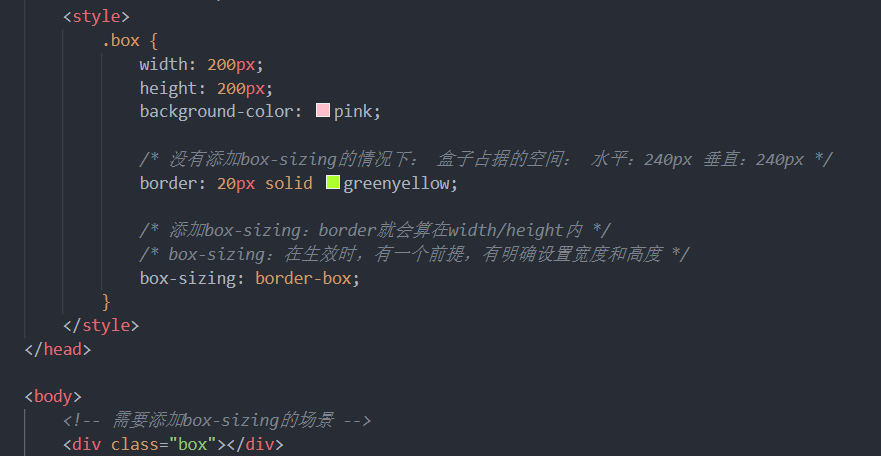 <style>
.box {
width: 200px;
height: 200px;
background-color: pink;
/* 没有添加box-sizing的情况下： 盒子占据的空间： 水平：240px 垂直：240px */
border: 20px solid greenyellow;
/* 添加box-sizing：border就会算在width/height内 */
/* box-sizing：在生效时，有一个前提，有明确设置宽度和高度 */
box-sizing: border-box;
}
</style>
</head>
<body>
<!-- 需要添加box-sizing的场景 -->
<div class="box"></div>